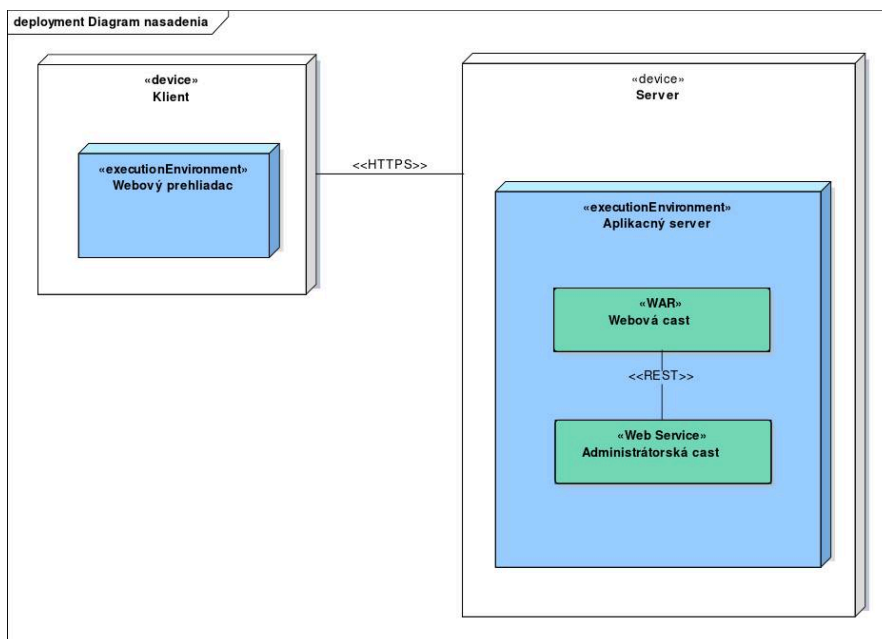 deployment Diagram nasadenia
«device»
Klient
«executionEnvironment»
Webový prehliadac
<<HTTPS>>
«device»
Server
«executionEnvironment»
Aplikacný server
«WAR»
Webová cast
<<REST>>
«Web Service»
Administrátorská cast